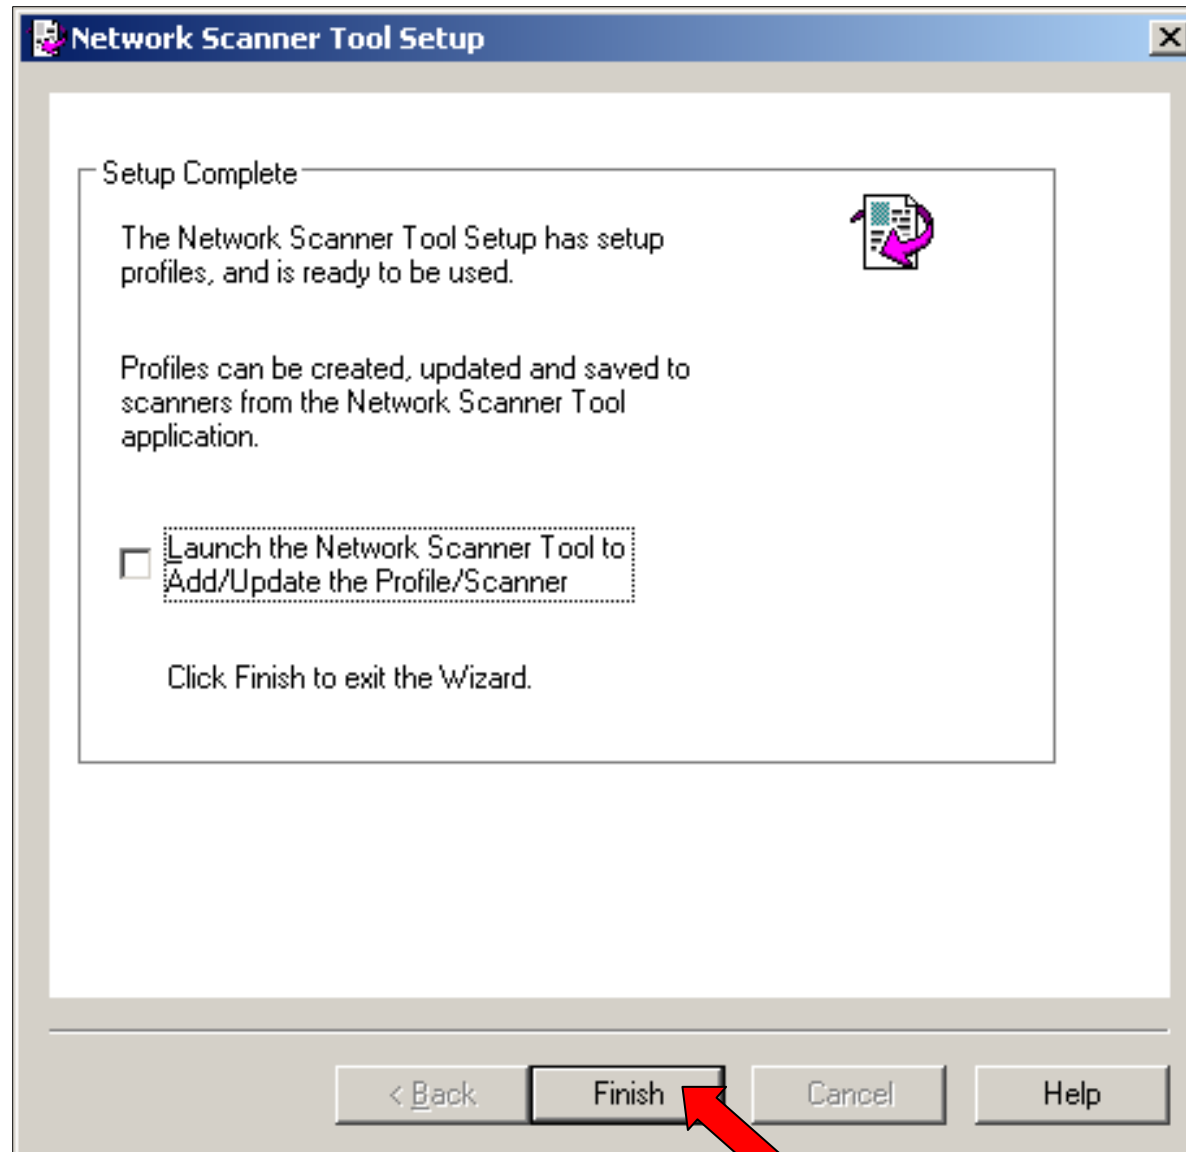 Network Scanner Tool Setup
Setup Complete
The Network Scanner Tool Setup has setup
profiles, and is ready to be used.
Profiles can be created, updated and saved to
scanners from the Network Scanner Tool
application.
Launch the Network Scanner Tool to
Add/Update the Profile/Scanner
Click Finish to exit the Wizard.
< Back Finish Cancel Help